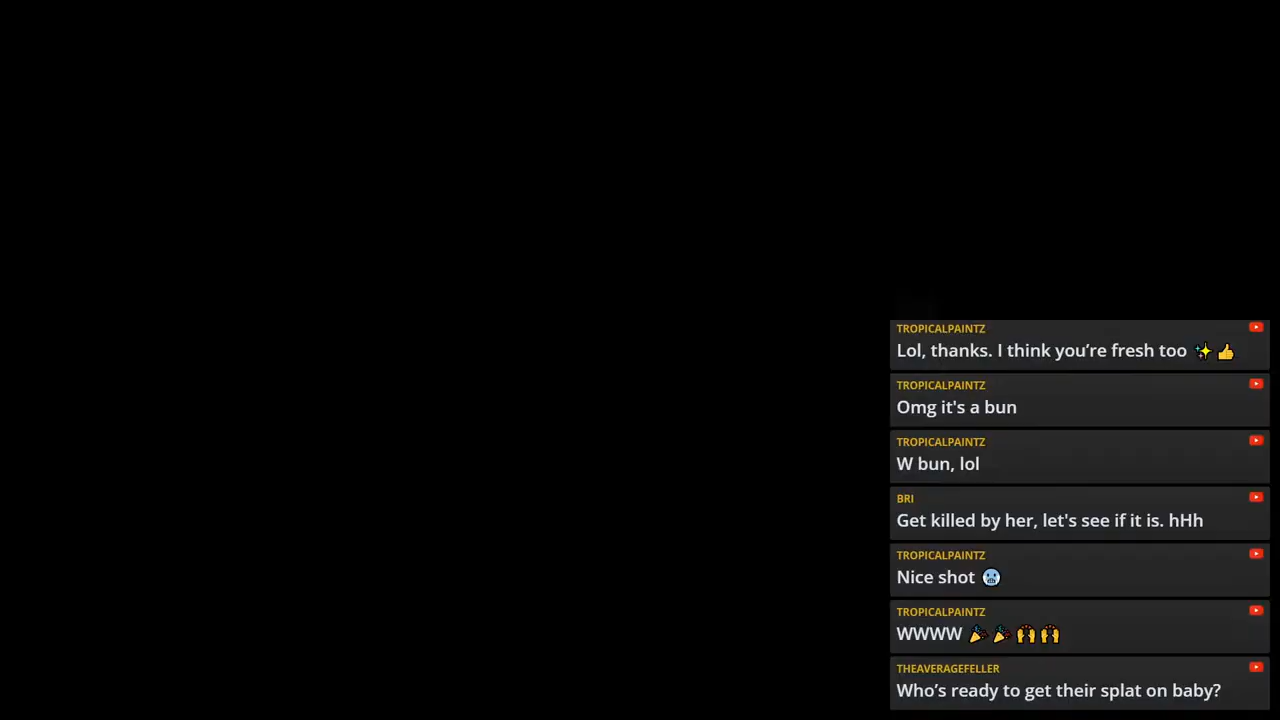 TROPICALPAINTZ
Lol, thanks. I think you’re fresh too ✨👍
TROPICALPAINTZ
Omg it's a bun
TROPICALPAINTZ
W bun, lol
BRI
Get killed by her, let's see if it is. hHh
TROPICALPAINTZ
Nice shot 🥶
TROPICALPAINTZ
WWWW 🎉🎉🙌🙌
THEAVERAGEFELLER
Who’s ready to get their splat on baby?